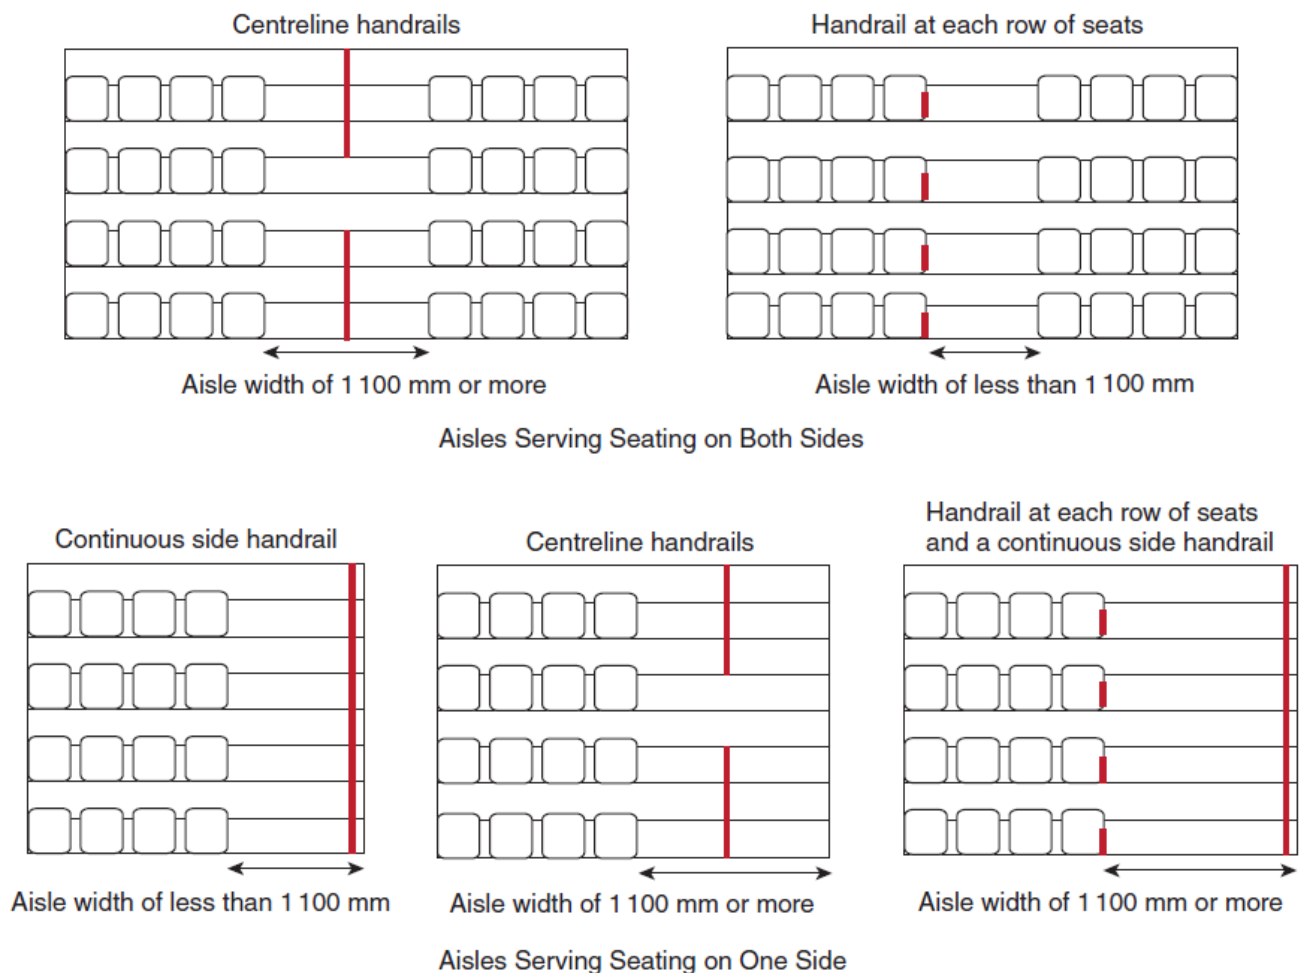 Centreline handrails
Handrail at each row of seats
Aisle width of 1 100 mm or more
Aisle width of less than 1 100 mm
Aisles Serving Seating on Both Sides
Continuous side handrail
Centreline handrails
Handrail at each row of seats
and a continuous side handrail
Aisle width of less than 1 100 mm
Aisle width of 1 100 mm or more
Aisle width of 1 100 mm or more
Aisles Serving Seating on One Side